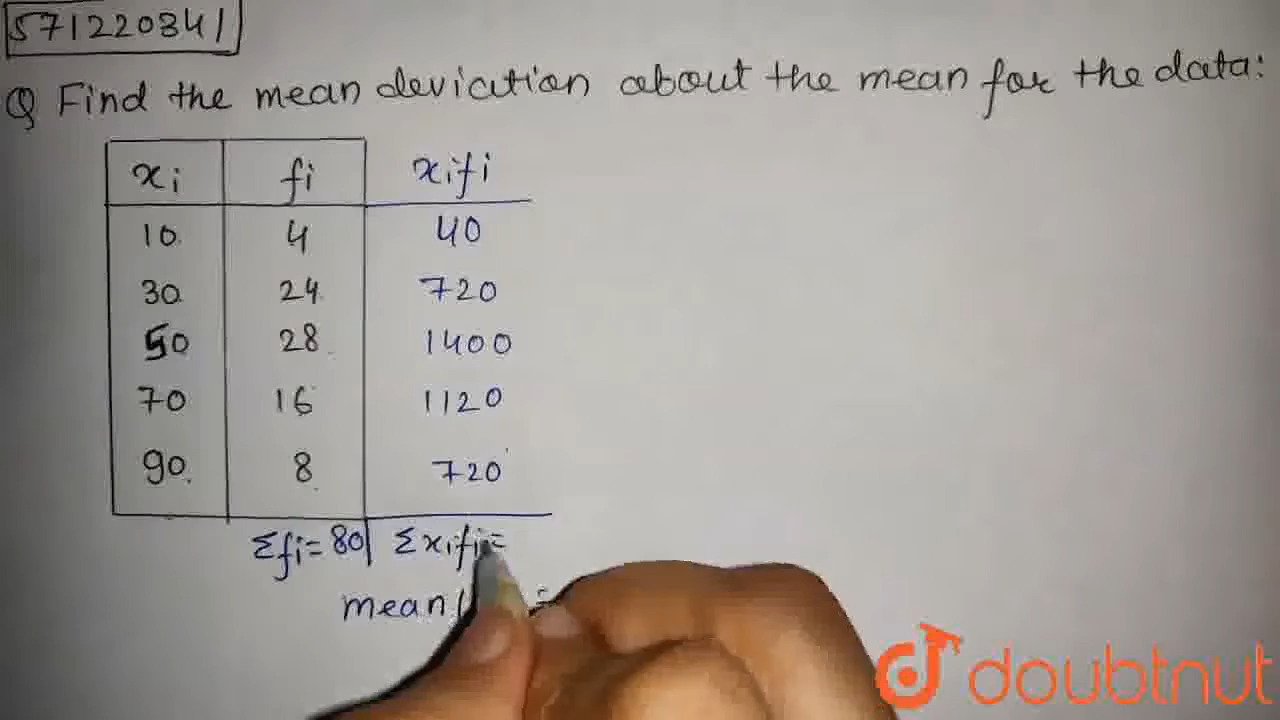 571220341
Q Find the mean deviation about the mean for the data:
xi fi xifi
10 4 40
30 24 720
50 28 1400
70 16 1120
90 8 720
Σfi=80 Σxifi=
mean =
doubtnut